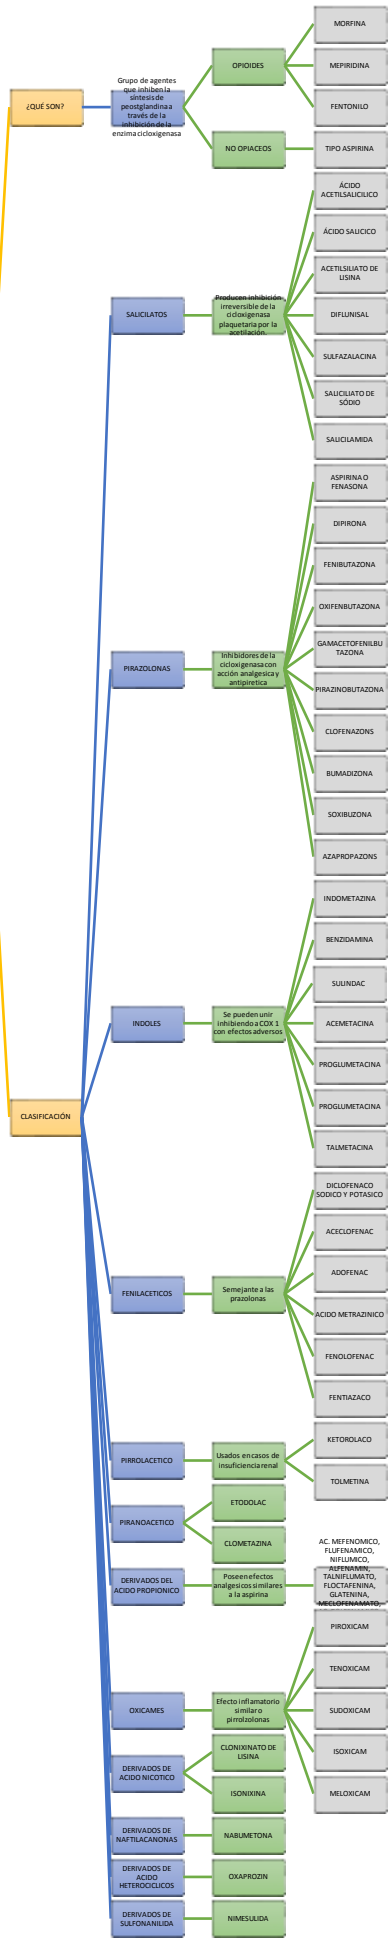 ¿QUÉ SON?
Grupo de agentes
que inhiben la
síntesis de
peostglandina a
través de la
inhibición de la
enzima cicloxigenasa
OPIOIDES
MORFINA
MEPIRIDINA
FENTONILO
NO OPIACEOS
TIPO ASPIRINA
CLASIFICACIÓN
SALICILATOS
Producen inhibición
irreversible de la
cicloxigenasa
plaquetaria por la
acetilación.
ÁCIDO
ACETILSALICILICO
ÁCIDO SALICICO
ACETILSILIATO DE
LISINA
DIFLUNISAL
SULFAZALACINA
SALICILIATO DE
SÓDIO
SALICILAMIDA
PIRAZOLONAS
Inhibidores de la
cicloxigenasa con
acción analgesica y
antipiretica
ASPIRINA O
FENASONA
DIPIRONA
FENIBUTAZONA
OXIFENBUTAZONA
GAMACETOFENILBU
TAZONA
PIRAZINOBUTAZONA
CLOFENAZONS
BUMADIZONA
SOXIBUZONA
AZAPROPAZONS
INDOLES
Se pueden unir
inhibiendo a COX 1
con efectos adversos
INDOMETAZINA
BENZIDAMINA
SULINDAC
ACEMETACINA
PROGLUMETACINA
PROGLUMETACINA
TALMETACINA
FENILACETICOS
Semejante a las
prazolonas
DICLOFENACO
SODICO Y POTASICO
ACECLOFENAC
ADOFENAC
ACIDO METRAZINICO
FENOLOFENAC
FENTIAZACO
PIRROLACETICO
Usados en casos de
insuficiencia renal
KETOROLACO
TOLMETINA
PIRANOACETICO
ETODOLAC
CLOMETAZINA
DERIVADOS DEL
ACIDO PROPIONICO
Poseen efectos
analgesicos similares
a la aspirina
AC. MEFENOMICO,
FLUFENAMICO,
NIFLUMICO,
ALFENAMIN,
TALNIFLUMATO,
FLOCTAFENINA,
GLATENINA,
MECLOFENAMATO,
OXICAMES
Efecto inflamatorio
similar o
pirrolzolonas
PIROXICAM
TENOXICAM
SUDOXICAM
ISOXICAM
MELOXICAM
DERIVADOS DE
ACIDO NICOTICO
CLONIXINATO DE
LISINA
ISONIXINA
DERIVADOS DE
NAFTILACANONAS
NABUMETONA
DERIVADOS DE
ACIDO
HETEROCICLICOS
OXAPROZIN
DERIVADOS DE
SULFONANILIDA
NIMESULIDA